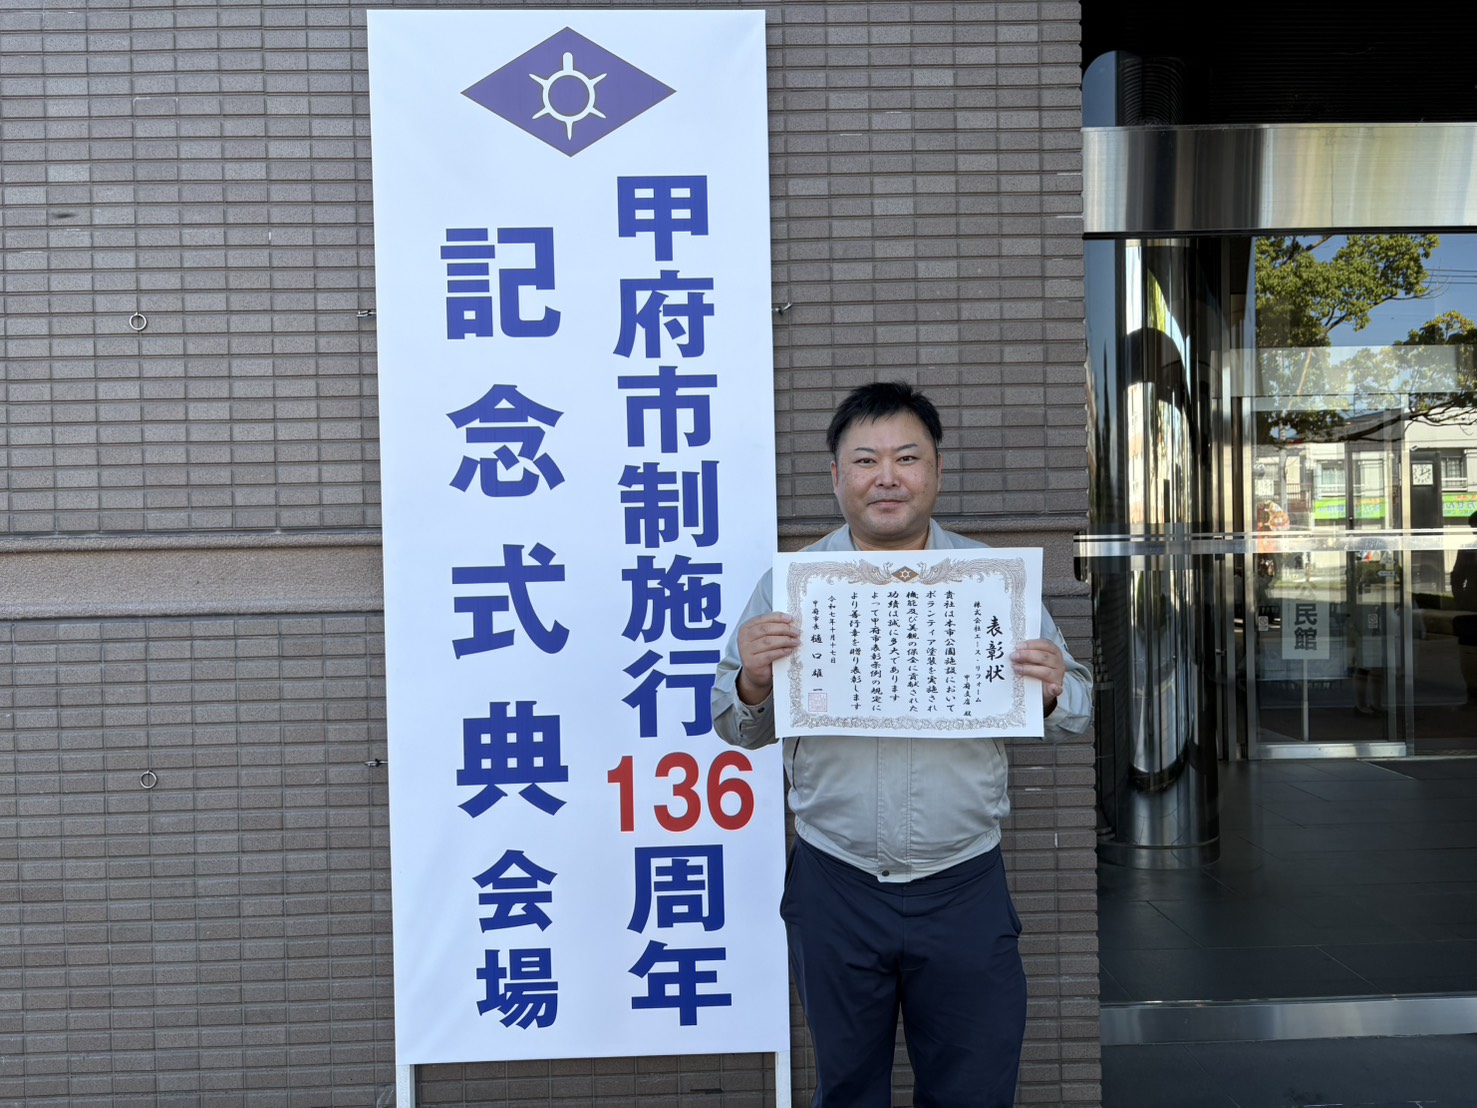 甲府市制施行136周年
記念式典会場
表彰状
株式会社エース・リフォーム
甲府支店 殿
貴社は本市公園施設において
ボランティア塗装を実施され
機能及び美観の保全に貢献された
功績は誠に多大であります
よって甲府市表彰条例の規定に
より善行章を贈り表彰します
令和七年十月十七日
甲府市長 樋口雄一
民
館